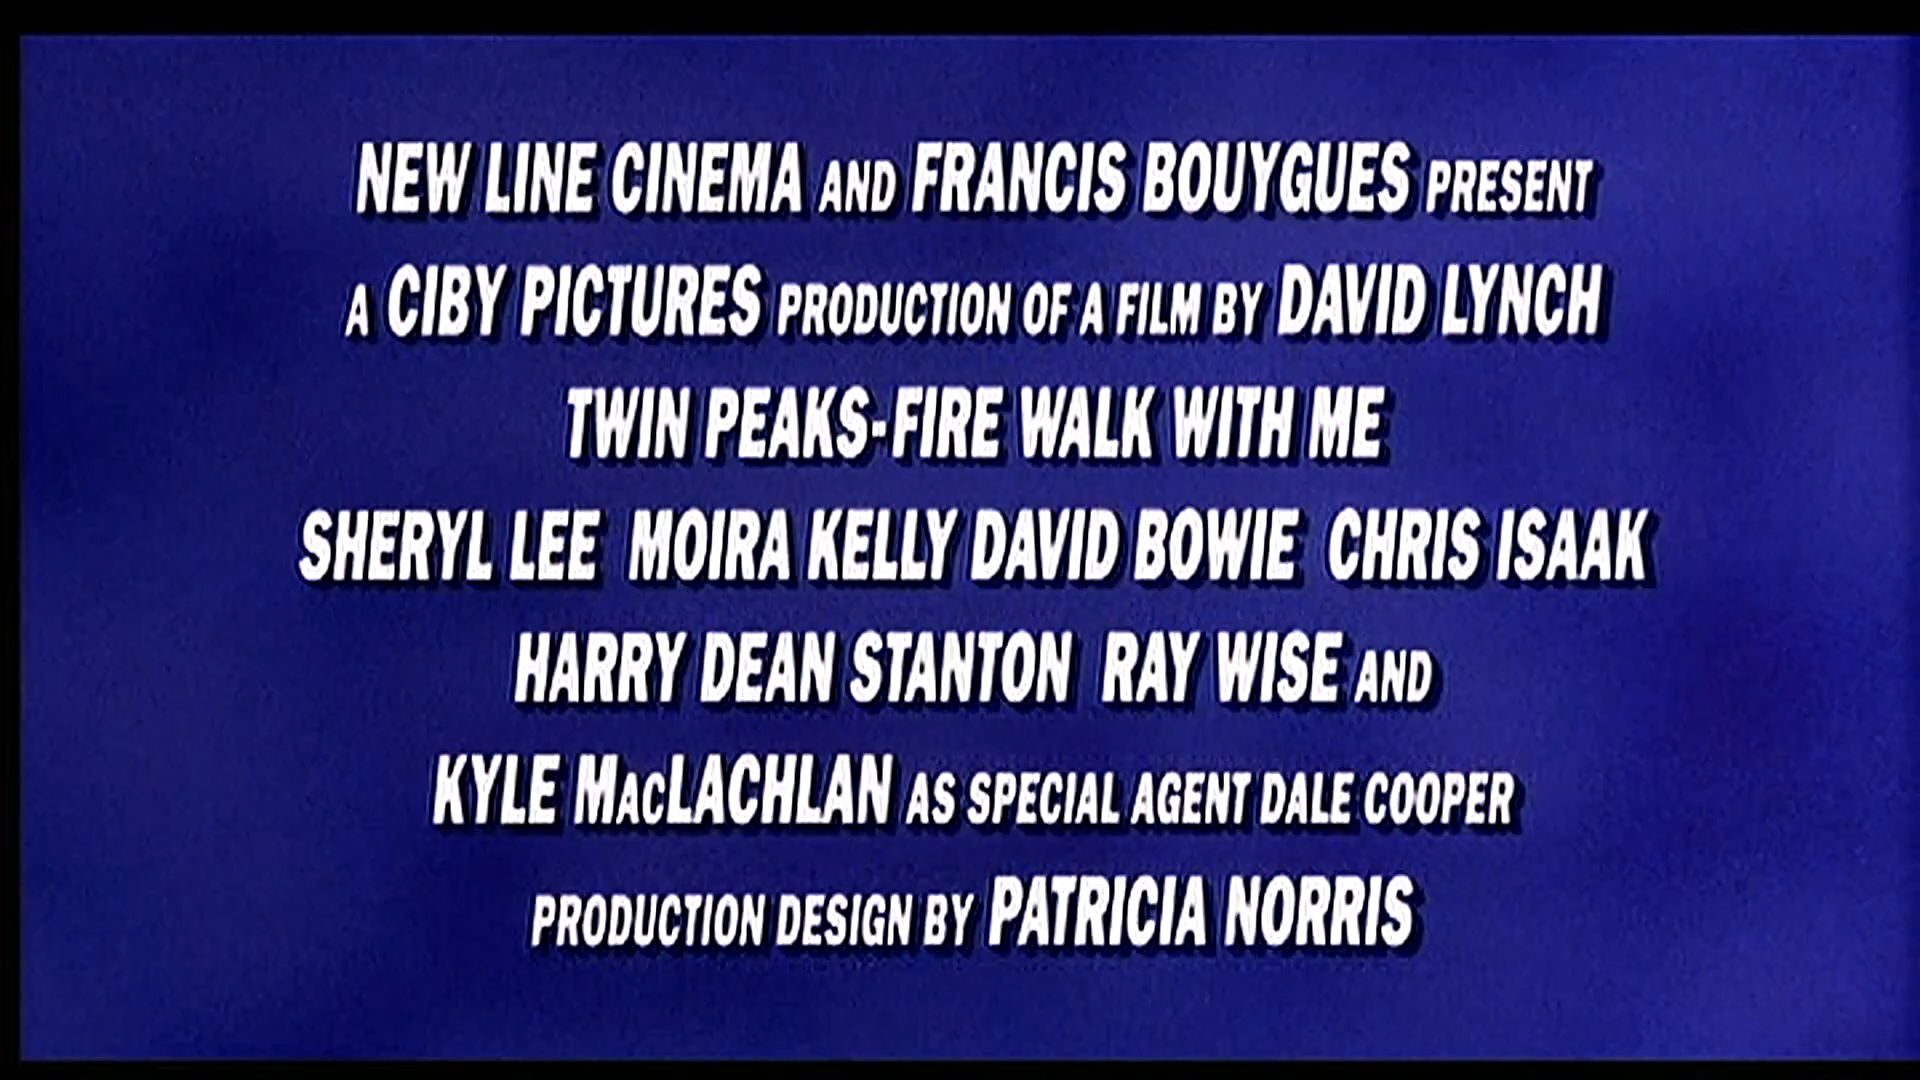 NEW LINE CINEMA AND FRANCIS BOUYGUES PRESENT
A CIBY PICTURES PRODUCTION OF A FILM BY DAVID LYNCH
TWIN PEAKS-FIRE WALK WITH ME
SHERYL LEE MOIRA KELLY DAVID BOWIE CHRIS ISAAK
HARRY DEAN STANTON RAY WISE AND
KYLE MacLACHLAN AS SPECIAL AGENT DALE COOPER
PRODUCTION DESIGN BY PATRICIA NORRIS